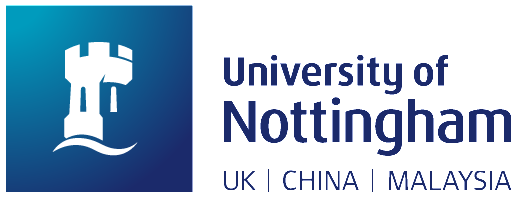 University of
Nottingham
UK | CHINA | MALAYSIA